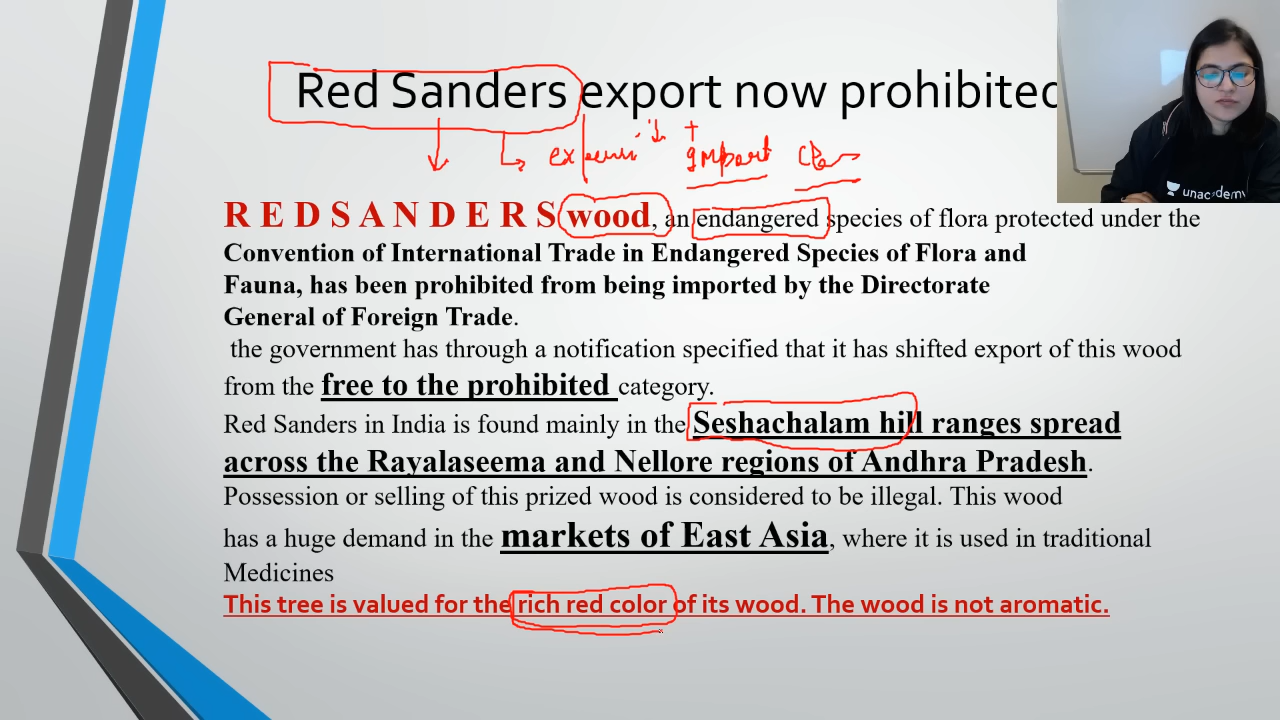 Red Sanders export now prohibited
import
unacademy
R E D S A N D E R S wood, an endangered species of flora protected under the
Convention of International Trade in Endangered Species of Flora and
Fauna, has been prohibited from being imported by the Directorate
General of Foreign Trade.
the government has through a notification specified that it has shifted export of this wood
from the free to the prohibited category.
Red Sanders in India is found mainly in the Seshachalam hill ranges spread
across the Rayalaseema and Nellore regions of Andhra Pradesh.
Possession or selling of this prized wood is considered to be illegal. This wood
has a huge demand in the markets of East Asia, where it is used in traditional
Medicines
This tree is valued for the rich red color of its wood. The wood is not aromatic.